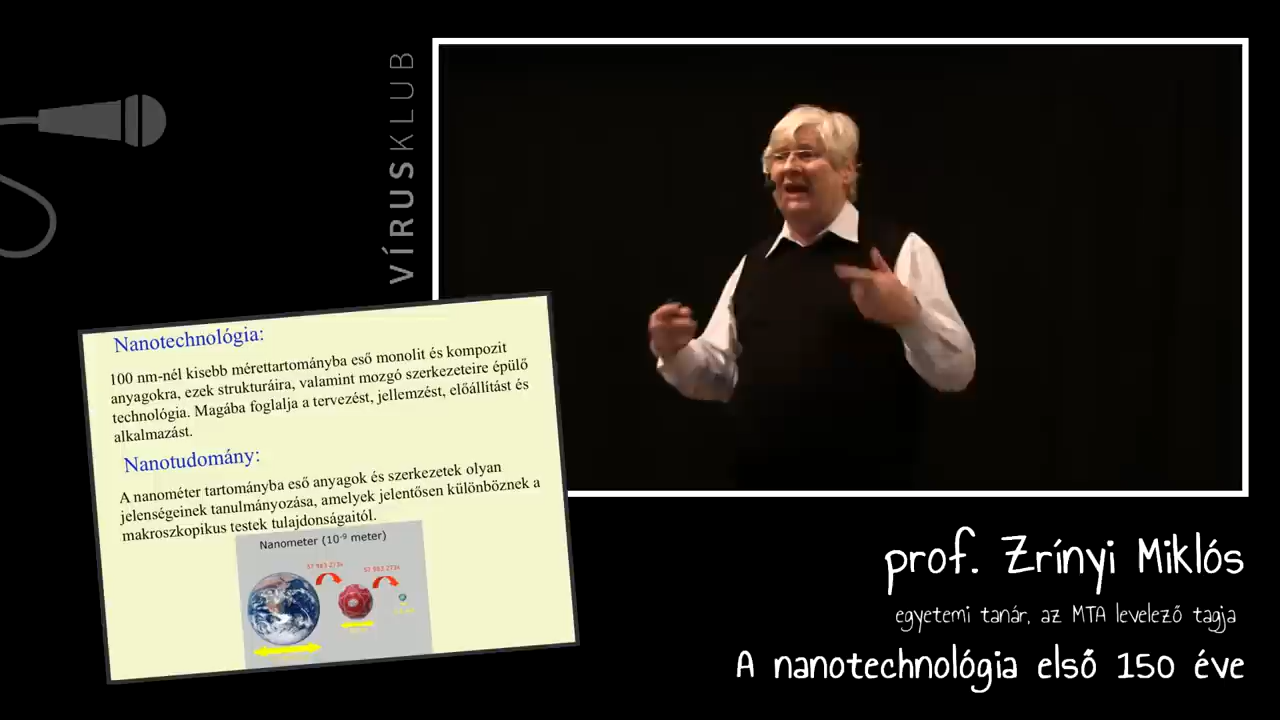 VÍRUSKLUB
Nanotechnológia:
100 nm-nél kisebb mérettartományba eső monolit és kompozit
anyagokra, ezek strukturáira, valamint mozgó szerkezeteire épülő
technológia. Magába foglalja a tervezést, jellemzést, előállítást és
alkalmazást.
Nanotudomány:
A nanométer tartományba eső anyagok és szerkezetek olyan
jelenségeinek tanulmányozása, amelyek jelentősen különböznek a
makroszkopikus testek tulajdonságaitól.
Nanometer (10⁻⁹ meter)
prof. Zrínyi Miklós
egyetemi tanár, az MTA levelező tagja
A nanotechnológia első 150 éve